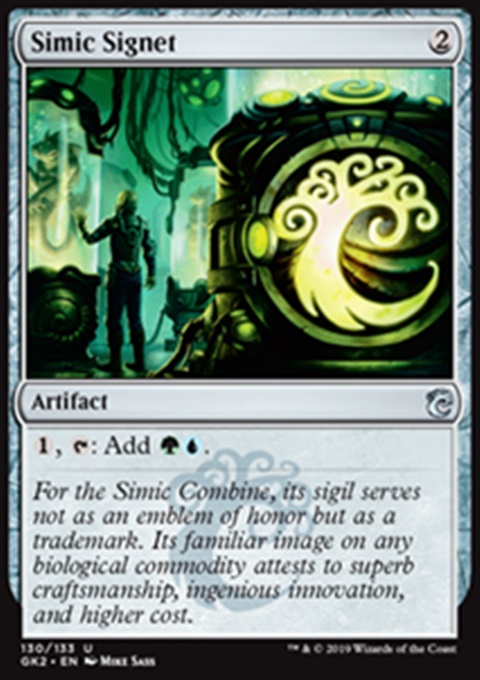 Simic Signet 2
Artifact
1, : Add .
For the Simic Combine, its sigil serves
not as an emblem of honor but as a
trademark. Its familiar image on any
biological commodity attests to superb
craftsmanship, ingenious innovation,
and higher cost.
130/133 U
GK2 • EN Mike Sass
™ & © 2019 Wizards of the Coast